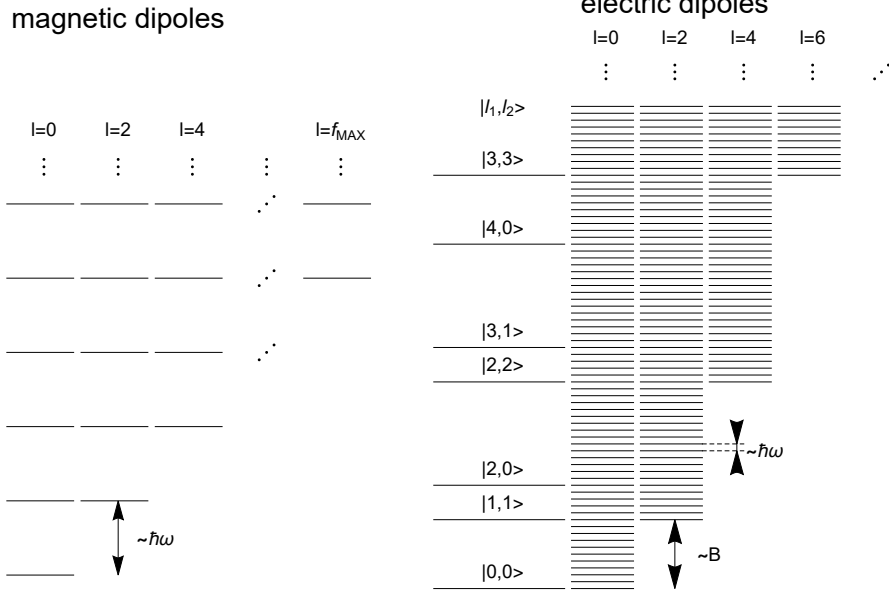 magnetic dipoles
l=0 l=2 l=4 l=fMAX
~ħω
electric dipoles
l=0 l=2 l=4 l=6
|l1,l2>
|3,3>
|4,0>
|3,1>
|2,2>
~ħω
|2,0>
|1,1>
~B
|0,0>